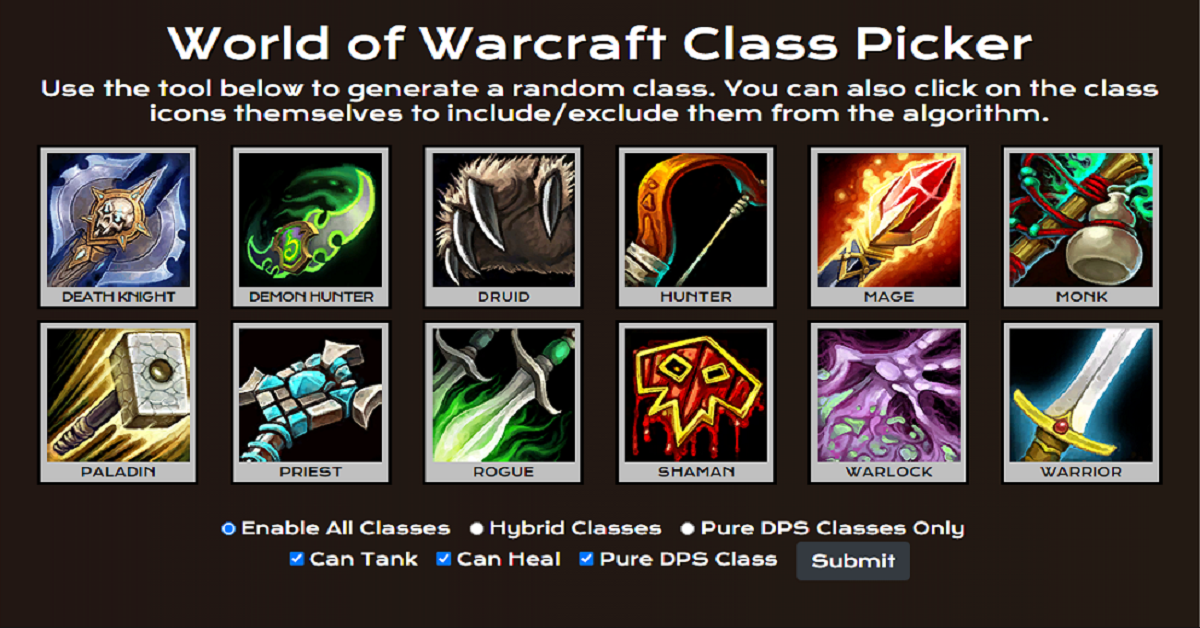 World of Warcraft Class Picker
Use the tool below to generate a random class. You can also click on the class
icons themselves to include/exclude them from the algorithm.
DEATH KNIGHT
DEMON HUNTER
DRUID
HUNTER
MAGE
MONK
PALADIN
PRIEST
ROGUE
SHAMAN
WARLOCK
WARRIOR
Enable All Classes Hybrid Classes Pure DPS Classes Only
Can Tank Can Heal Pure DPS Class Submit